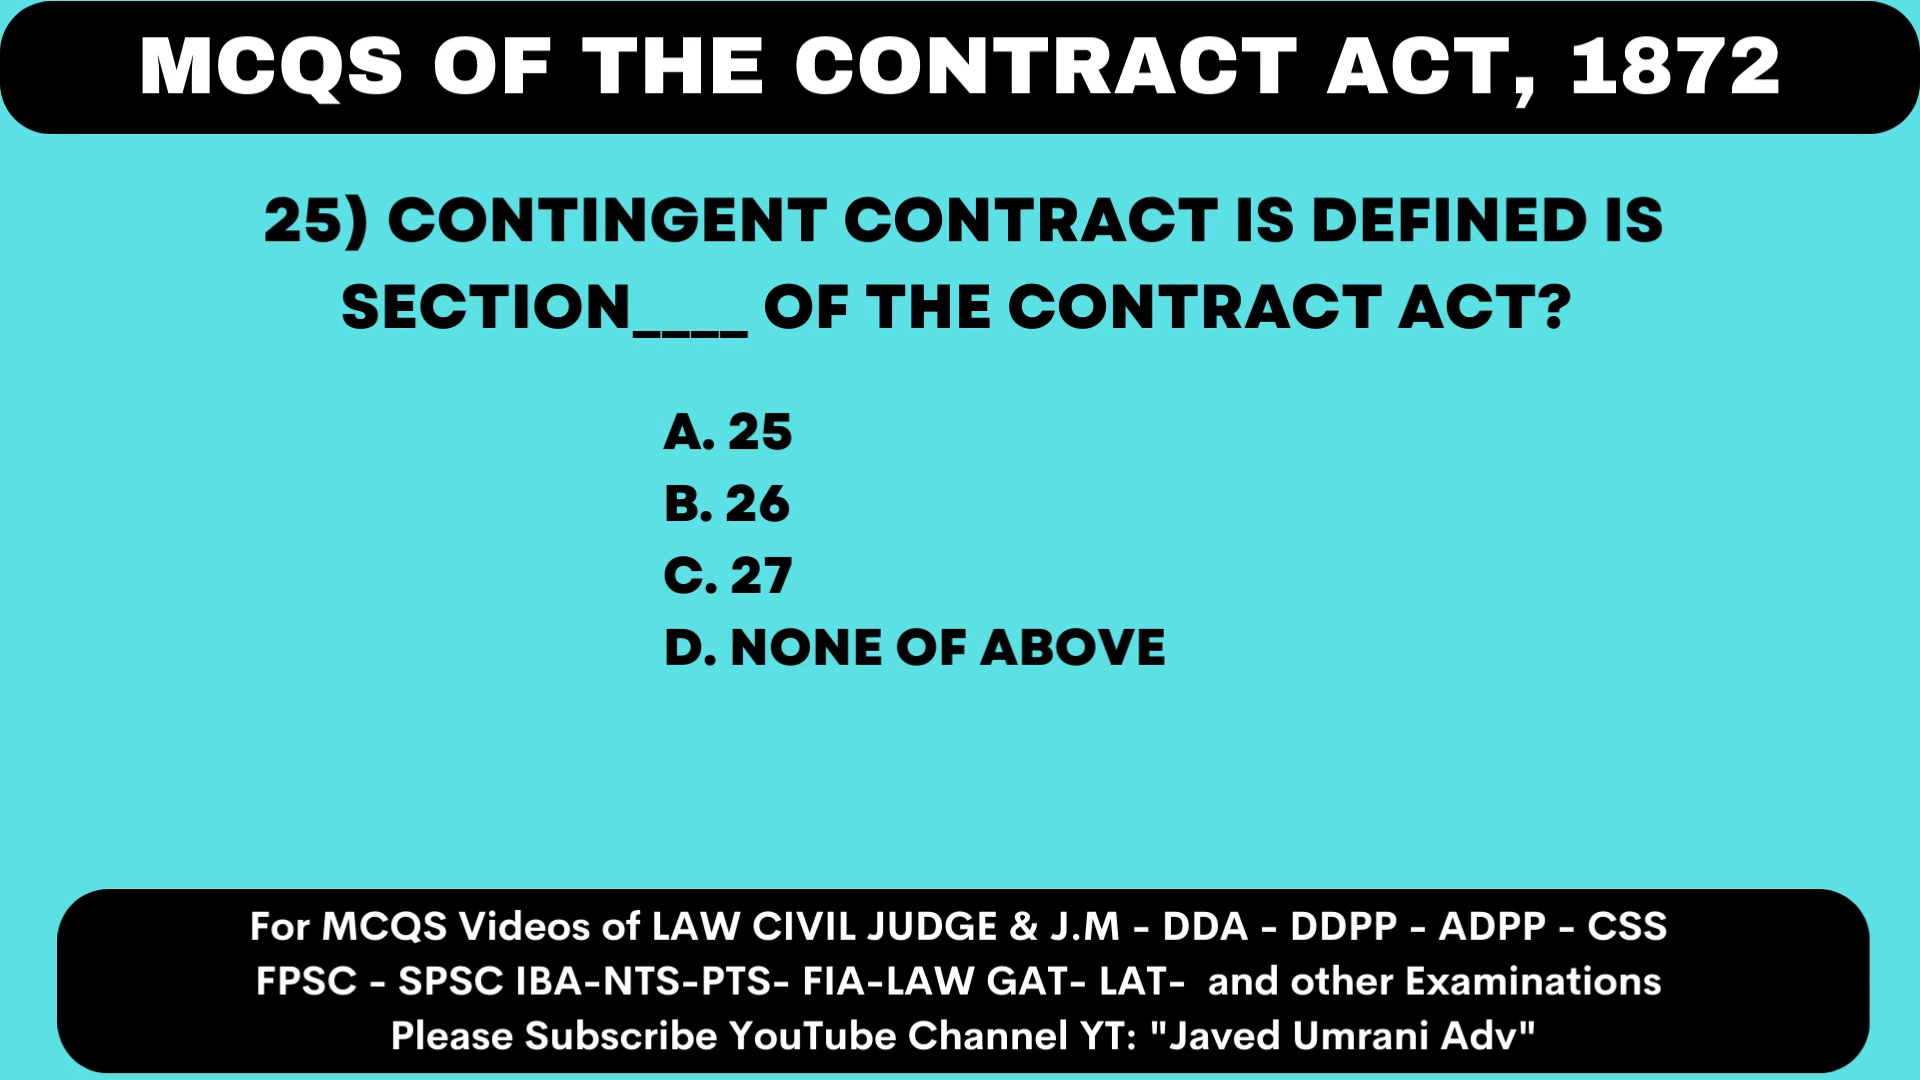 MCQS OF THE CONTRACT ACT, 1872
25) CONTINGENT CONTRACT IS DEFINED IS
SECTION____ OF THE CONTRACT ACT?
A. 25
B. 26
C. 27
D. NONE OF ABOVE
For MCQS Videos of LAW CIVIL JUDGE & J.M - DDA - DDPP - ADPP - CSS
FPSC - SPSC IBA-NTS-PTS- FIA-LAW GAT- LAT- and other Examinations
Please Subscribe YouTube Channel YT: "Javed Umrani Adv"